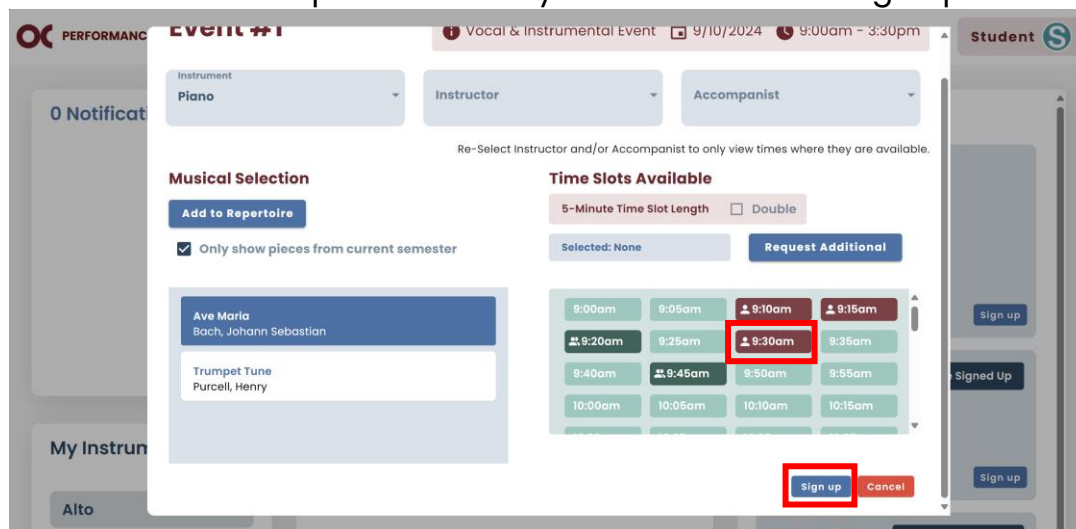 OC PERFORMANC
Event #1
Vocal & Instrumental Event 9/10/2024 9:00am - 3:30pm
Student S
0 Notificati
Instrument
Piano
Instructor
Accompanist
Re-Select Instructor and/or Accompanist to only view times where they are available.
Musical Selection
Time Slots Available
Add to Repertoire
5-Minute Time Slot Length Double
Only show pieces from current semester
Selected: None
Request Additional
Ave Maria
Bach, Johann Sebastian
Trumpet Tune
Purcell, Henry
9:00am 9:05am 9:10am 9:15am
9:20am 9:25am 9:30am 9:35am
9:40am 9:45am 9:50am 9:55am
10:00am 10:05am 10:10am 10:15am
Sign up
Signed Up
My Instrum
Sign up Cancel
Sign up
Alto